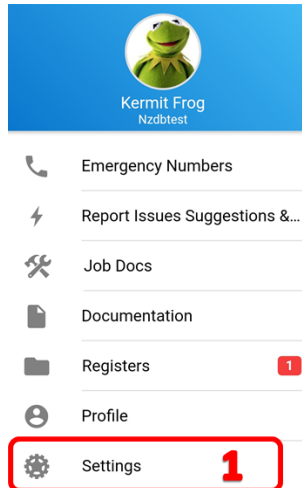 Kermit Frog
Nzdbtest
Emergency Numbers
Report Issues Suggestions &...
Job Docs
Documentation
Registers 1
Profile
Settings 1